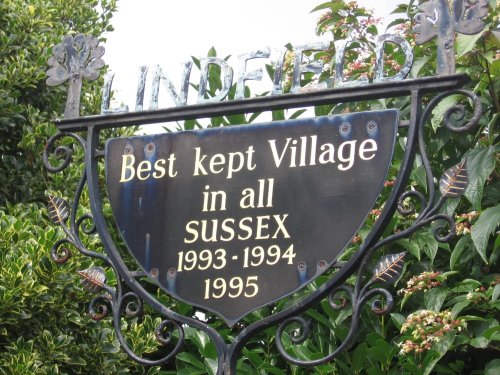 LINDFIELD
Best kept Village
in all
SUSSEX
1993-1994
1995